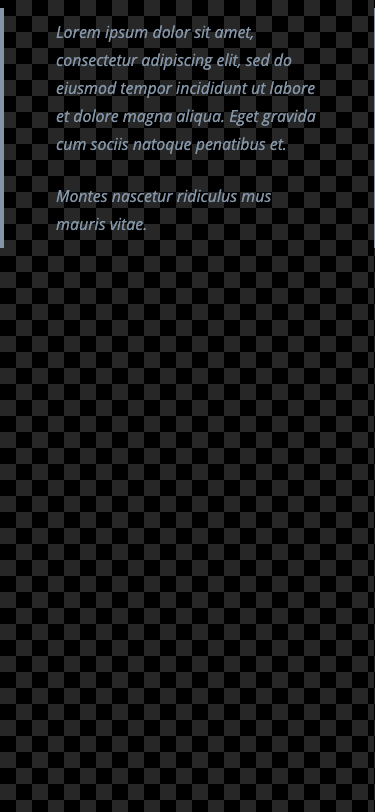 Lorem ipsum dolor sit amet,
consectetur adipiscing elit, sed do
eiusmod tempor incididunt ut labore
et dolore magna aliqua. Eget gravida
cum sociis natoque penatibus et.
Montes nascetur ridiculus mus
mauris vitae.